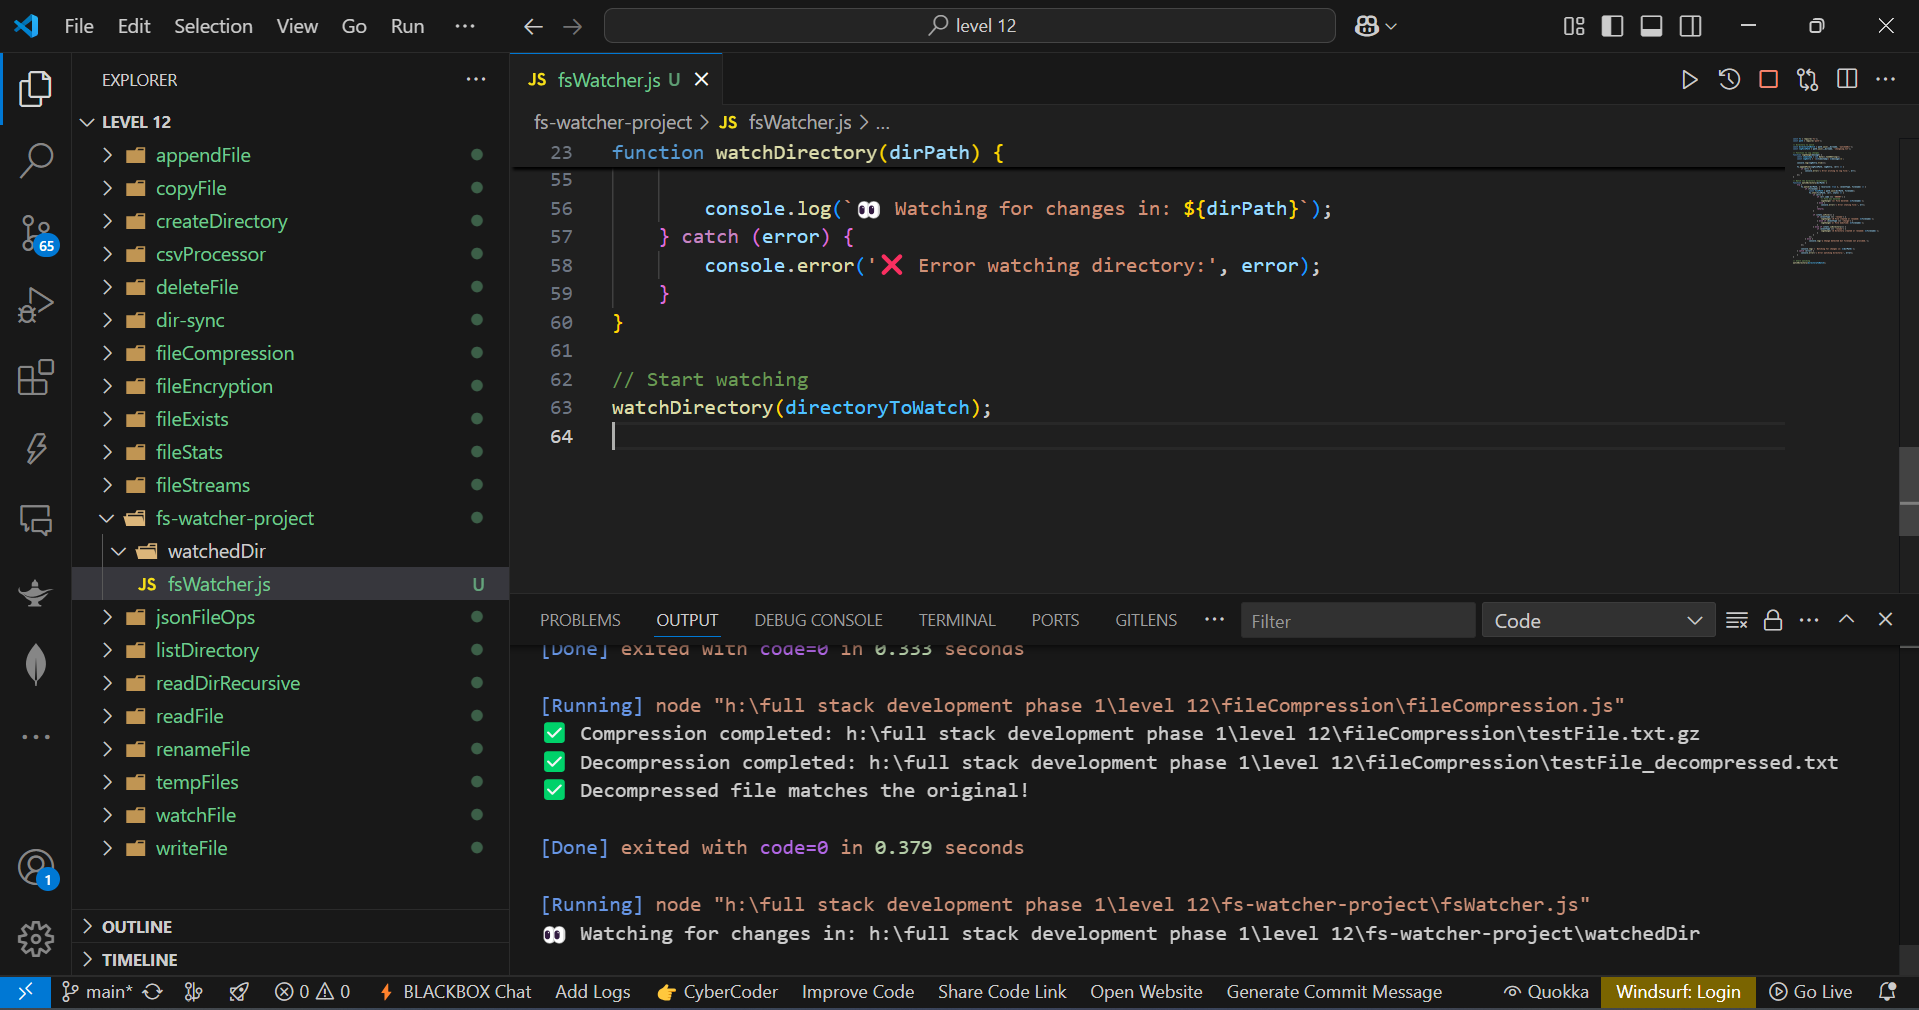 File Edit Selection View Go Run ···
level 12
EXPLORER
LEVEL 12
appendFile
copyFile
createDirectory
csvProcessor
deleteFile
dir-sync
fileCompression
fileEncryption
fileExists
fileStats
fileStreams
fs-watcher-project
watchedDir
JS fsWatcher.js U
jsonFileOps
listDirectory
readDirRecursive
readFile
renameFile
tempFiles
watchFile
writeFile
OUTLINE
TIMELINE
65
1
JS fsWatcher.js U
fs-watcher-project > JS fsWatcher.js > ...
23 function watchDirectory(dirPath) {
55
56 console.log(`👀 Watching for changes in: ${dirPath}`);
57 } catch (error) {
58 console.error('❌ Error watching directory:', error);
59 }
60 }
61
62 // Start watching
63 watchDirectory(directoryToWatch);
64
PROBLEMS OUTPUT DEBUG CONSOLE TERMINAL PORTS GITLENS ··· Filter Code
[Done] exited with code=0 in 0.333 seconds
[Running] node "h:\full stack development phase 1\level 12\fileCompression\fileCompression.js"
✅ Compression completed: h:\full stack development phase 1\level 12\fileCompression\testFile.txt.gz
✅ Decompression completed: h:\full stack development phase 1\level 12\fileCompression\testFile_decompressed.txt
✅ Decompressed file matches the original!
[Done] exited with code=0 in 0.379 seconds
[Running] node "h:\full stack development phase 1\level 12\fs-watcher-project\fsWatcher.js"
👀 Watching for changes in: h:\full stack development phase 1\level 12\fs-watcher-project\watchedDir
main* 0 0 BLACKBOX Chat Add Logs 👉 CyberCoder Improve Code Share Code Link Open Website Generate Commit Message Quokka Windsurf: Login Go Live